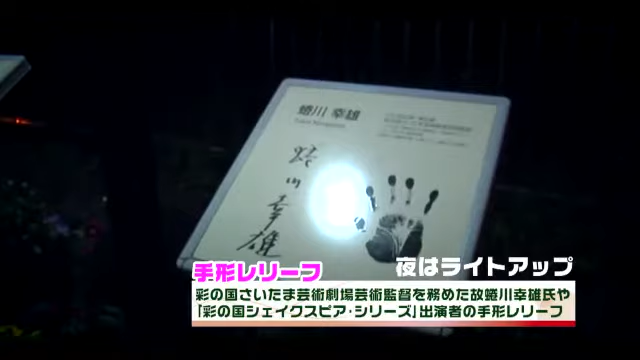 蜷川 幸雄
蜷川幸雄
夜はライトアップ
手形レリーフ
彩の国さいたま芸術劇場芸術監督を務めた故蜷川幸雄氏や
「彩の国シェイクスピア・シリーズ」出演者の手形レリーフ